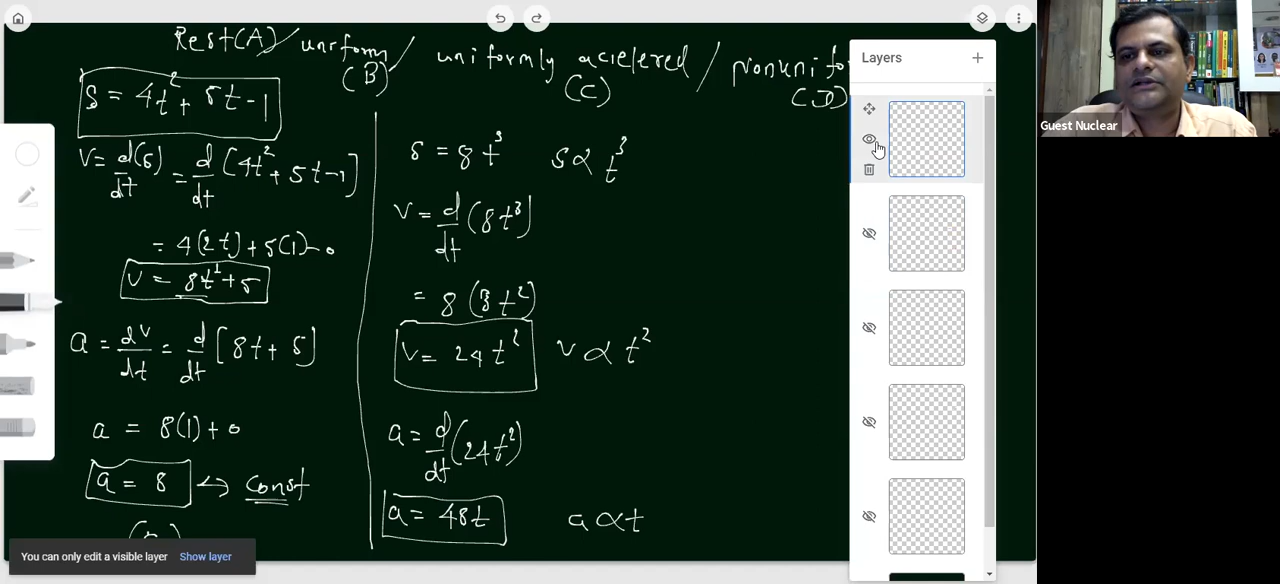 Rest(A)/ uniform/ uniformly accelered / nonunifo
(B) (C) (D)
s = 4t² + 5t - 1
v = d(s)/dt = d/dt [4t² + 5t - 1]
= 4(2t) + 5(1) - 0
v = 8t¹ + 5
a = dv/dt = d/dt [8t + 5]
a = 8(1) + 0
a = 8 ↔ const
s = 8t³ s ∝ t³
v = d/dt (8t³)
= 8 (3t²)
v = 24t² v ∝ t²
a = d/dt (24t²)
a = 48t a ∝ t
You can only edit a visible layer Show layer
Layers
Guest Nuclear